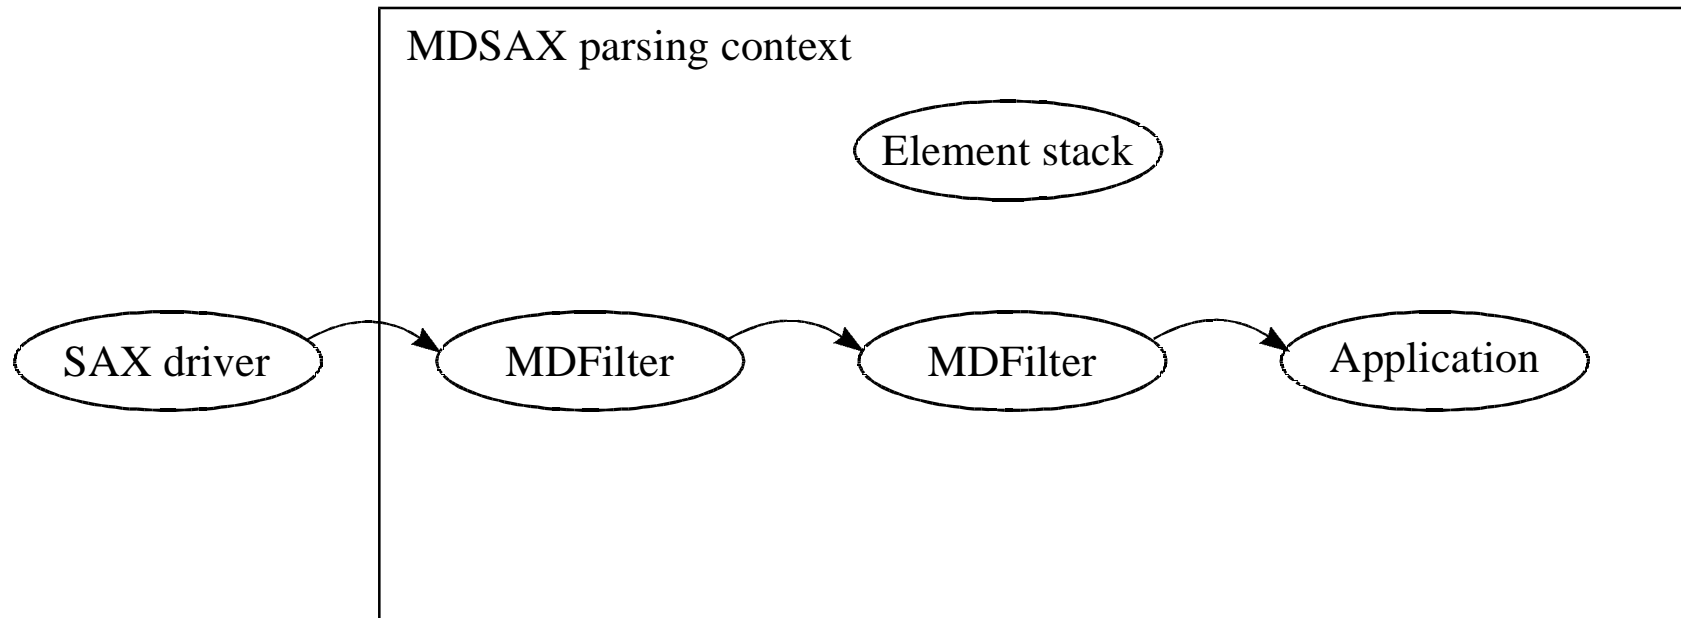 MDSAX parsing context
Element stack
SAX driver
MDFilter
MDFilter
Application